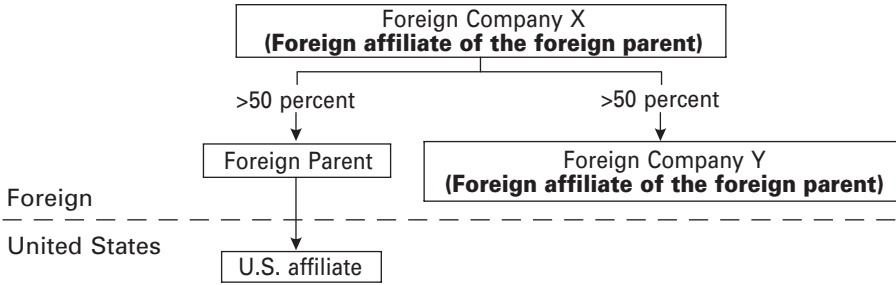 Foreign Company X
(Foreign affiliate of the foreign parent)
>50 percent
>50 percent
Foreign Parent
Foreign Company Y
(Foreign affiliate of the foreign parent)
Foreign
United States
U.S. affiliate